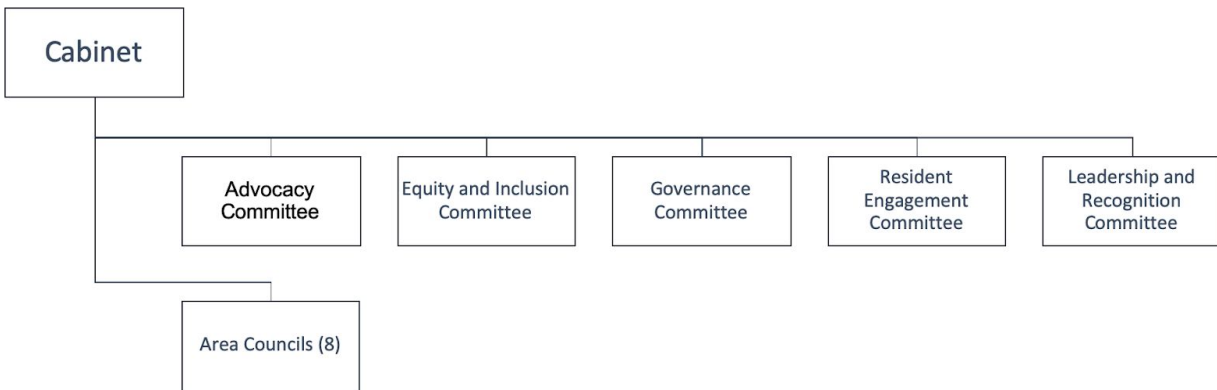 Cabinet
Advocacy
Committee
Equity and Inclusion
Committee
Governance
Committee
Resident
Engagement
Committee
Leadership and
Recognition
Committee
Area Councils (8)